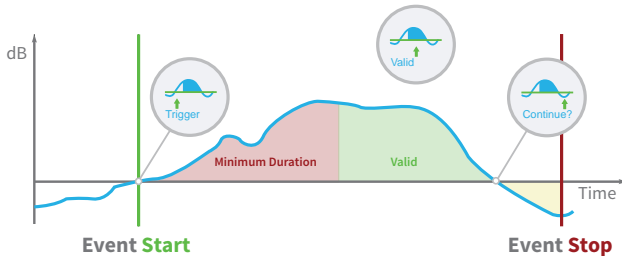 dB
Valid
Trigger
Continue?
Minimum Duration
Valid
Time
Event Start
Event Stop